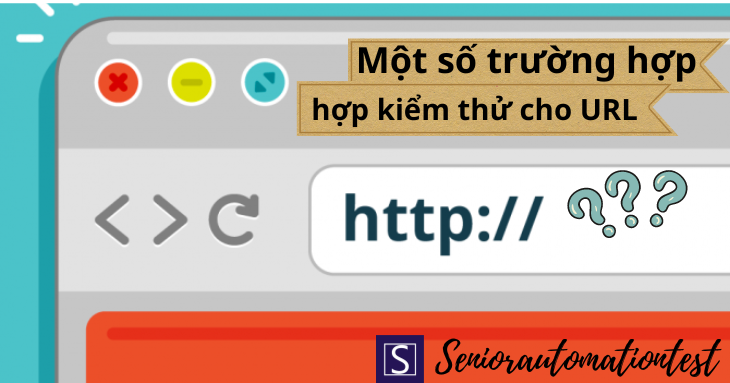 Một số trường hợp
hợp kiểm thử cho URL
http:// ???
S Seniorautomationtest